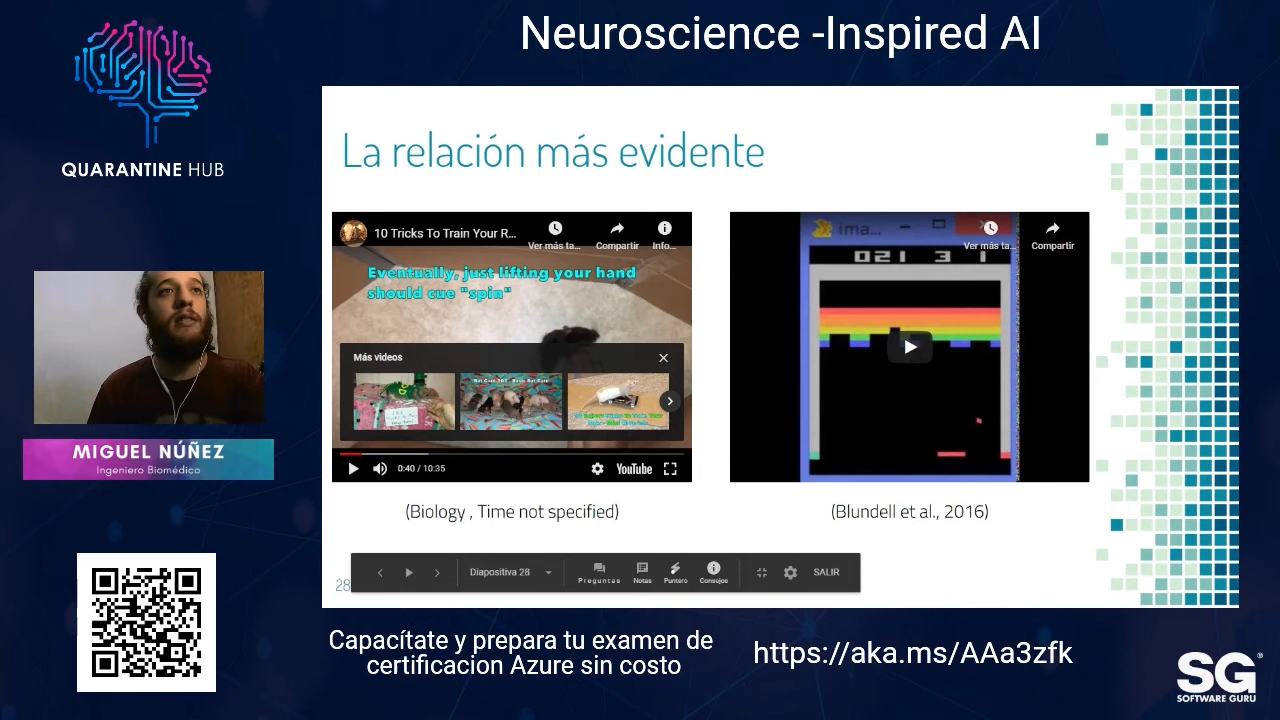 Neuroscience -Inspired AI
QUARANTINE HUB
La relación más evidente
10 Tricks To Train Your R...
Ver más ta...
Compartir
Info...
Eventually, just lifting your hand
should cue "spin"
Más videos
0:40 / 10:35
YouTube
(Biology , Time not specified)
ima...
Ver más ta...
Compartir
021 3 1
(Blundell et al., 2016)
MIGUEL NÚÑEZ
Ingeniero Biomédico
28
Diapositiva 28
Preguntas
Notas
Puntero
Consejos
SALIR
Capacítate y prepara tu examen de
certificacion Azure sin costo
https://aka.ms/AAa3zfk
SG
SOFTWARE GURU